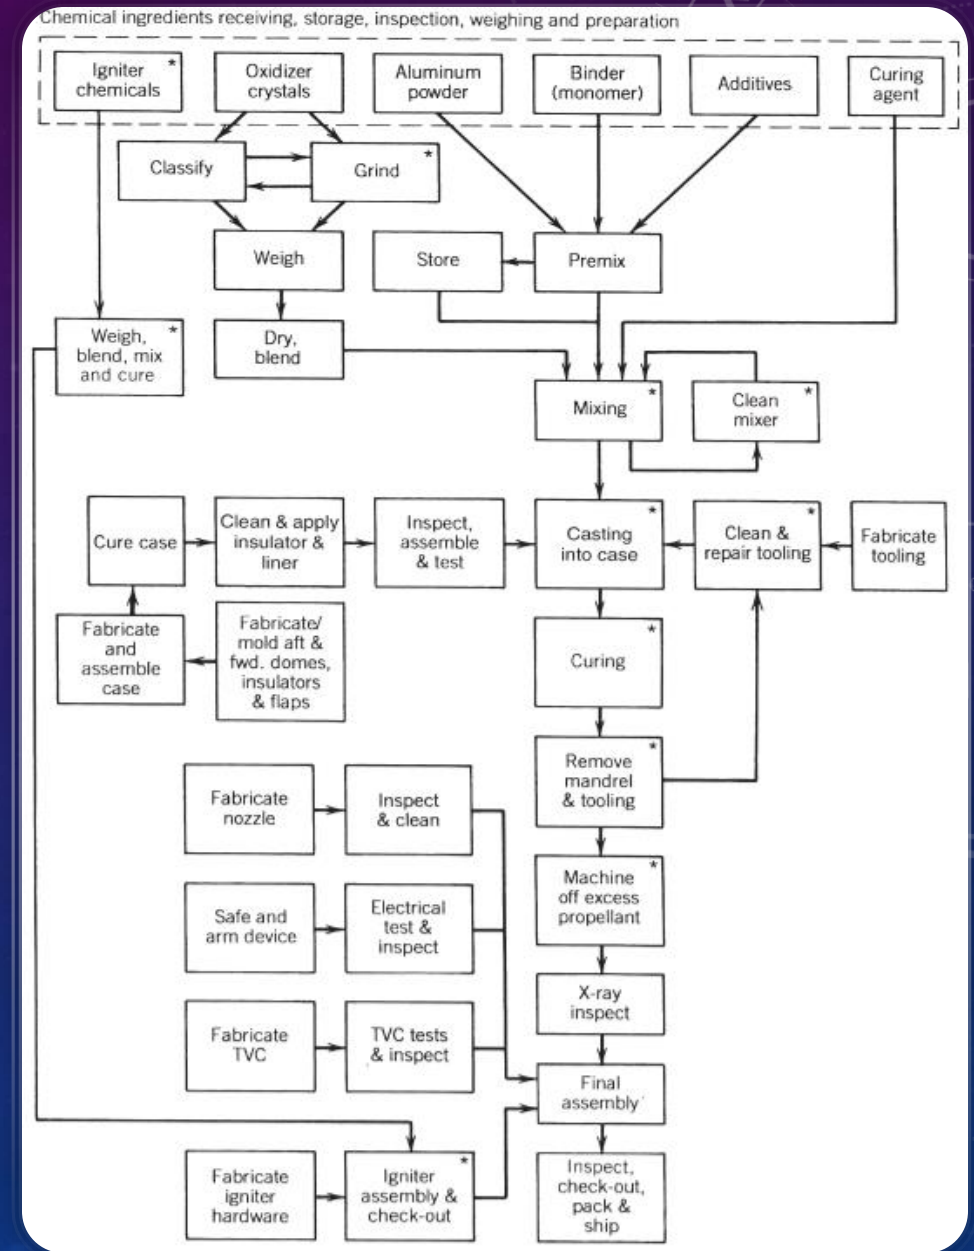 Chemical ingredients receiving, storage, inspection, weighing and preparation
Igniter *
chemicals
Oxidizer
crystals
Aluminum
powder
Binder
(monomer)
Additives
Curing
agent
Classify
Grind *
Weigh
Store
Premix
Weigh, *
blend, mix
and cure
Dry,
blend
Mixing *
Clean *
mixer
Cure case
Clean & apply
insulator &
liner
Inspect,
assemble
& test
Casting *
into case
Clean & *
repair tooling
Fabricate
tooling
Fabricate
and
assemble
case
Fabricate/
mold aft &
fwd. domes,
insulators
& flaps
Curing *
Remove *
mandrel
& tooling
Fabricate
nozzle
Inspect
& clean
Machine *
off excess
propellant
Safe and
arm device
Electrical
test &
inspect
X-ray
inspect
Fabricate
TVC
TVC tests
& inspect
Final
assembly
Fabricate
igniter
hardware
Igniter *
assembly &
check-out
Inspect,
check-out,
pack &
ship